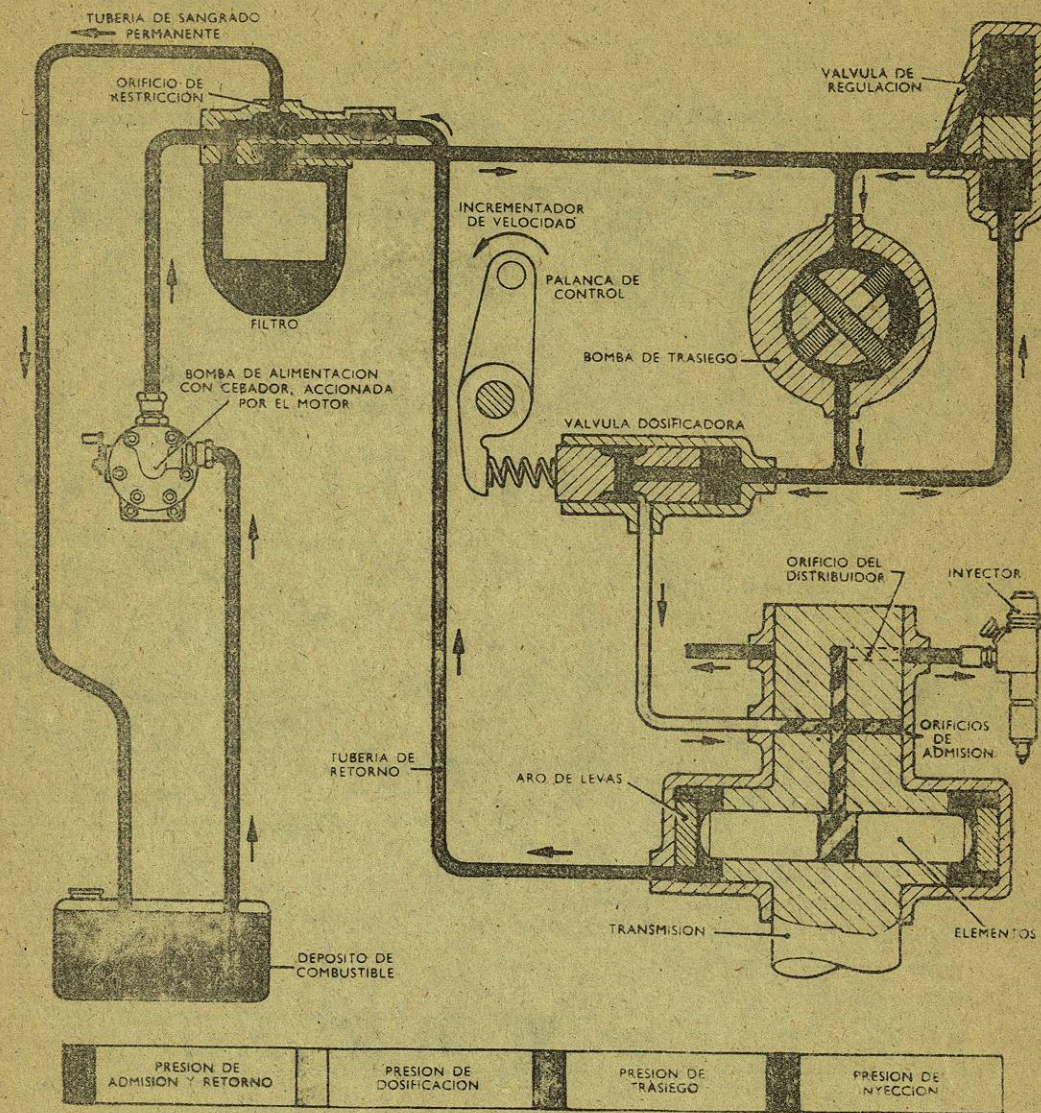 TUBERIA DE SANGRADO
PERMANENTE
ORIFICIO DE
RESTRICCIÓN
VALVULA DE
REGULACION
INCREMENTADOR
DE VELOCIDAD
PALANCA DE
CONTROL
FILTRO
BOMBA DE TRASIEGO
BOMBA DE ALIMENTACION
CON CEBADOR, ACCIONADA
POR EL MOTOR
VALVULA DOSIFICADORA
ORIFICIO DEL
DISTRIBUIDOR
INYECTOR
ORIFICIOS
DE
ADMISION
TUBERIA DE
RETORNO
ARO DE LEVAS
TRANSMISION
ELEMENTOS
DEPOSITO DE
COMBUSTIBLE
PRESION DE
ADMISION Y RETORNO
PRESION DE
DOSIFICACION
PRESION DE
TRASIEGO
PRESION DE
INYECCION